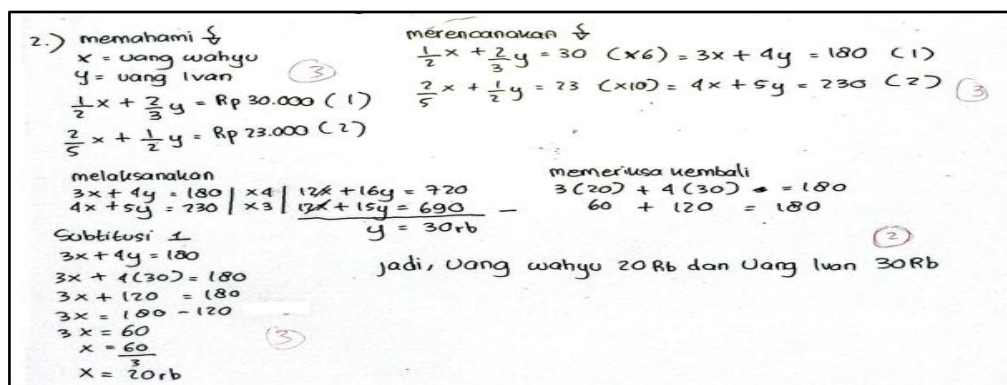 2.) memahami
x = uang wahyu
y = uang Ivan
3
1/2 x + 2/3 y = Rp 30.000 (1)
2/5 x + 1/2 y = Rp 23.000 (2)
merencanakan
1/2 x + 2/3 y = 30 (x6) = 3x + 4y = 180 (1)
2/5 x + 1/2 y = 23 (x10) = 4x + 5y = 230 (2)
3
melaksanakan
3x + 4y = 180 | x4 | 12x + 16y = 720
4x + 5y = 230 | x3 | 12x + 15y = 690 −
y = 30rb
Subtitusi 1
3x + 4y = 180
3x + 4(30) = 180
3x + 120 = 180
3x = 180 - 120
3x = 60
x = 60/3
x = 20rb
3
memeriksa kembali
3(20) + 4(30) = 180
60 + 120 = 180
2
jadi, Uang wahyu 20 Rb dan Uang Ivan 30Rb